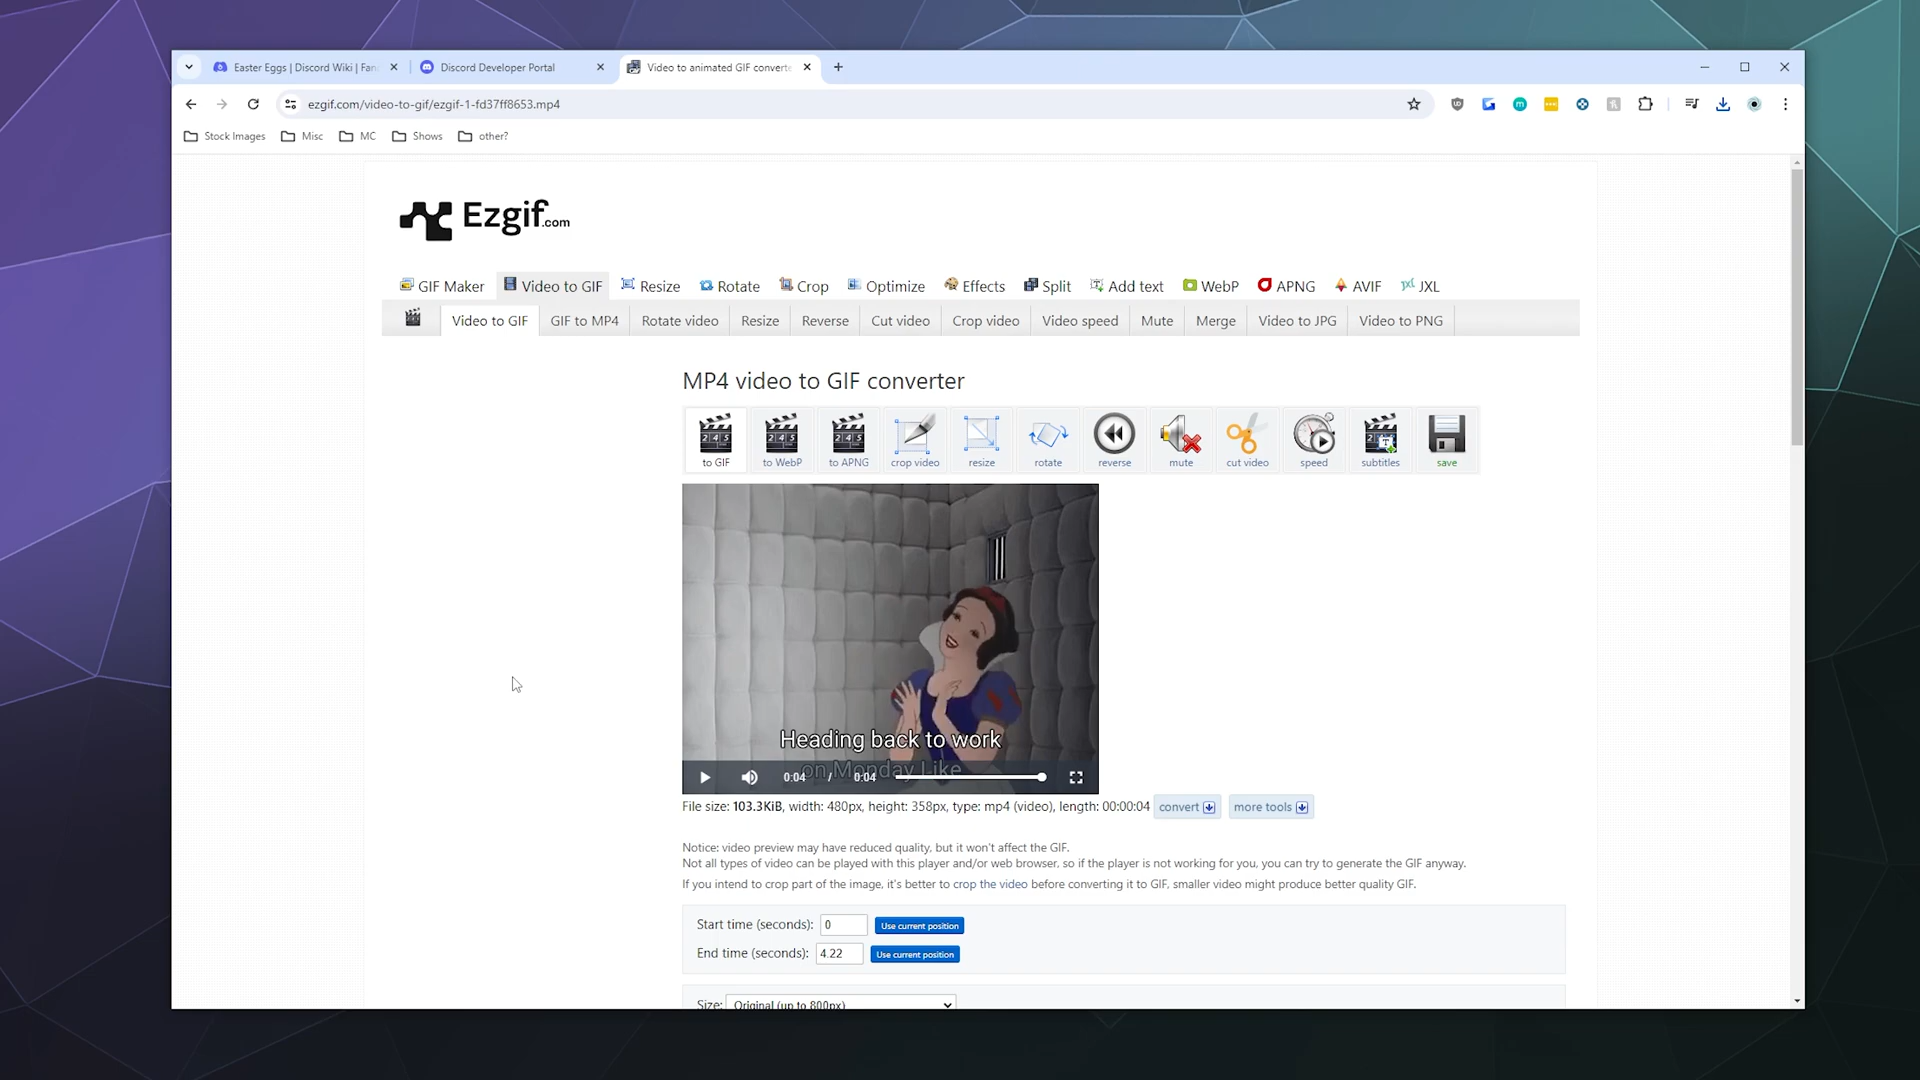 Easter Eggs | Discord Wiki | Fan
Discord Developer Portal
Video to animated GIF converte
ezgif.com/video-to-gif/ezgif-1-fd37ff8653.mp4
Stock Images
Misc
MC
Shows
other?
Ezgif.com
GIF Maker
Video to GIF
Resize
Rotate
Crop
Optimize
Effects
Split
Add text
WebP
APNG
AVIF
JXL
Video to GIF
GIF to MP4
Rotate video
Resize
Reverse
Cut video
Crop video
Video speed
Mute
Merge
Video to JPG
Video to PNG
MP4 video to GIF converter
to GIF
to WebP
to APNG
crop video
resize
rotate
reverse
mute
cut video
speed
subtitles
save
Heading back to work
on Monday Like
0:04 / 0:04
File size: 103.3KiB, width: 480px, height: 358px, type: mp4 (video), length: 00:00:04
convert
more tools
Notice: video preview may have reduced quality, but it won't affect the GIF.
Not all types of video can be played with this player and/or web browser, so if the player is not working for you, you can try to generate the GIF anyway.
If you intend to crop part of the image, it's better to crop the video before converting it to GIF, smaller video might produce better quality GIF.
Start time (seconds): 0 Use current position
End time (seconds): 4.22 Use current position
Size: Original (up to 800px)